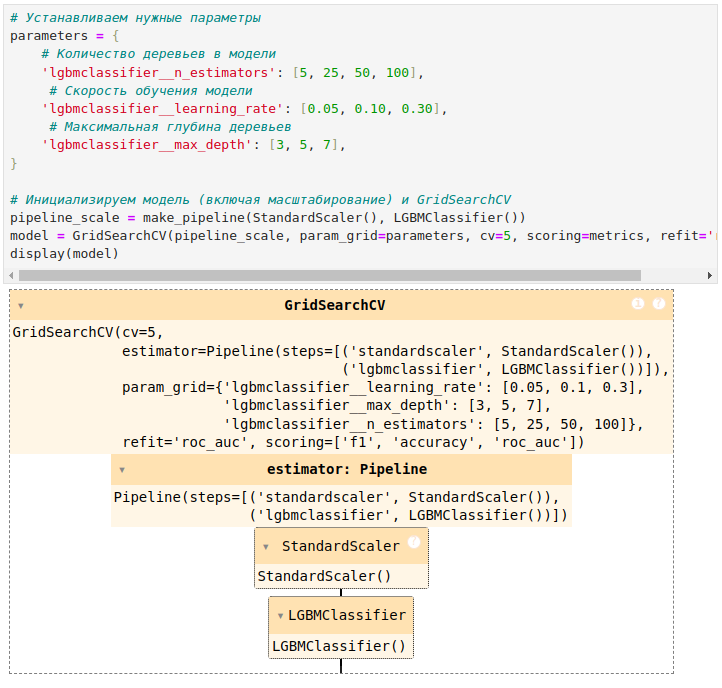 # Устанавливаем нужные параметры
parameters = {
    # Количество деревьев в модели
    'lgbmclassifier__n_estimators': [5, 25, 50, 100],
     # Скорость обучения модели
    'lgbmclassifier__learning_rate': [0.05, 0.10, 0.30],
     # Максимальная глубина деревьев
    'lgbmclassifier__max_depth': [3, 5, 7],
}
# Инициализируем модель (включая масштабирование) и GridSearchCV
pipeline_scale = make_pipeline(StandardScaler(), LGBMClassifier())
model = GridSearchCV(pipeline_scale, param_grid=parameters, cv=5, scoring=metrics, refit='
display(model)
GridSearchCV i ?
GridSearchCV(cv=5,
             estimator=Pipeline(steps=[('standardscaler', StandardScaler()),
                                       ('lgbmclassifier', LGBMClassifier())]),
             param_grid={'lgbmclassifier__learning_rate': [0.05, 0.1, 0.3],
                         'lgbmclassifier__max_depth': [3, 5, 7],
                         'lgbmclassifier__n_estimators': [5, 25, 50, 100]},
             refit='roc_auc', scoring=['f1', 'accuracy', 'roc_auc'])
estimator: Pipeline
Pipeline(steps=[('standardscaler', StandardScaler()),
                ('lgbmclassifier', LGBMClassifier())])
StandardScaler ?
StandardScaler()
LGBMClassifier
LGBMClassifier()